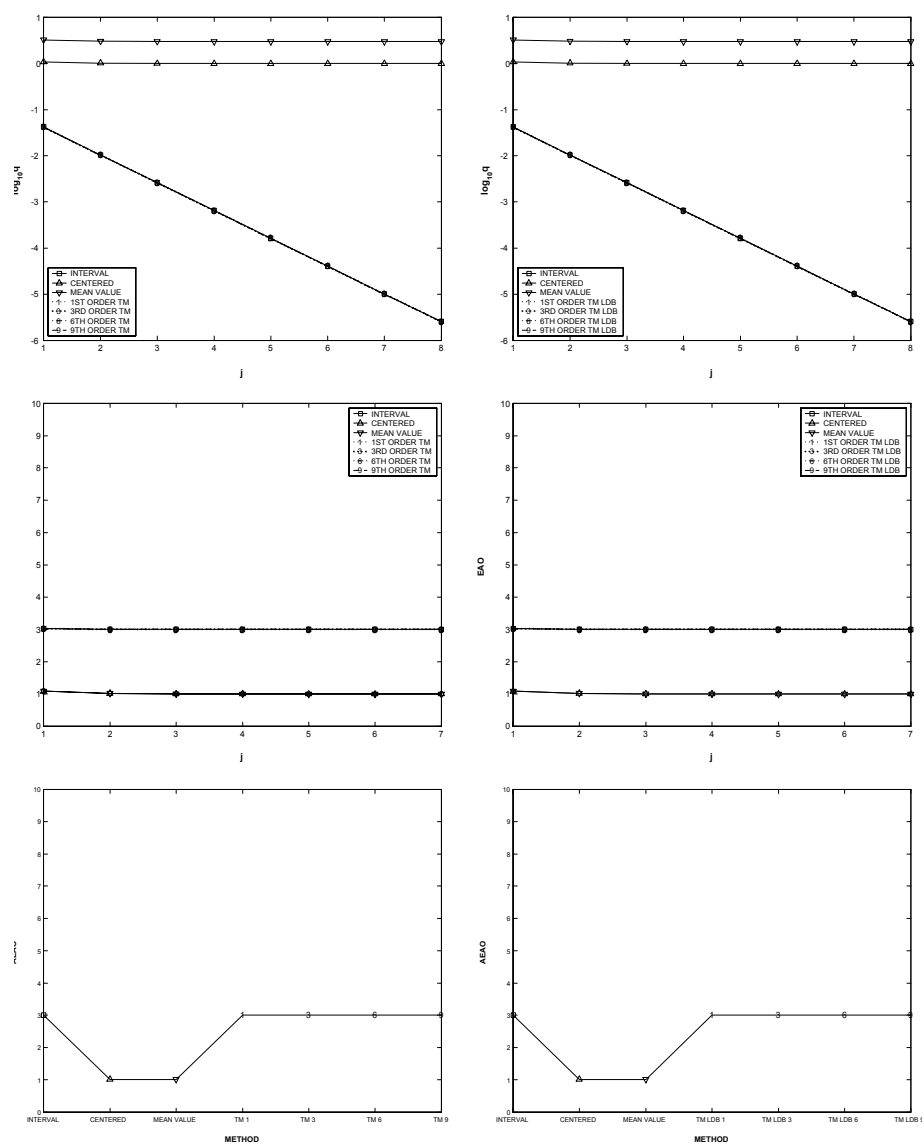 1
0
-1
-2
-3
-4
-5
-6
log10q
INTERVAL
CENTERED
MEAN VALUE
1ST ORDER TM
3RD ORDER TM
6TH ORDER TM
9TH ORDER TM
1 2 3 4 5 6 7 8
j
1
0
-1
-2
-3
-4
-5
-6
log10q
INTERVAL
CENTERED
MEAN VALUE
1ST ORDER TM LDB
3RD ORDER TM LDB
6TH ORDER TM LDB
9TH ORDER TM LDB
1 2 3 4 5 6 7 8
j
10
9
8
7
6
5
4
3
2
1
0
INTERVAL
CENTERED
MEAN VALUE
1ST ORDER TM
3RD ORDER TM
6TH ORDER TM
9TH ORDER TM
1 2 3 4 5 6 7
j
10
9
8
7
6
5
4
3
2
1
0
EAO
INTERVAL
CENTERED
MEAN VALUE
1ST ORDER TM LDB
3RD ORDER TM LDB
6TH ORDER TM LDB
9TH ORDER TM LDB
1 2 3 4 5 6 7
j
10
9
8
7
6
5
4
3
2
1
0
1 3 6 9
INTERVAL CENTERED MEAN VALUE TM 1 TM 3 TM 6 TM 9
METHOD
10
9
8
7
6
5
4
3
2
1
0
AEAO
1 3 6 9
INTERVAL CENTERED MEAN VALUE TM LDB 1 TM LDB 3 TM LDB 6 TM LDB
METHOD